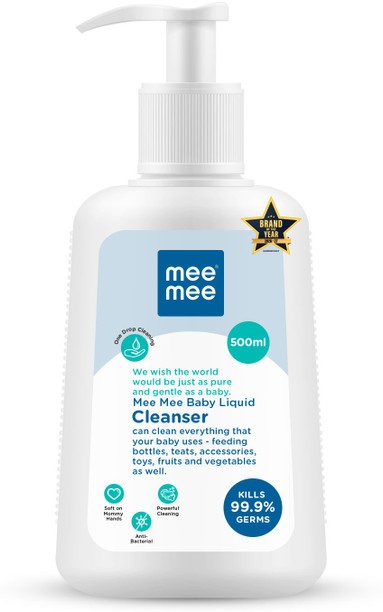 BRAND
OF THE
YEAR
mee®
mee
One Drop Cleaning
500ml
We wish the world
would be just as pure
and gentle as a baby.
Mee Mee Baby Liquid
Cleanser
can clean everything that
your baby uses - feeding
bottles, teats, accessories,
toys, fruits and vegetables
as well.
Soft on
Mommy
Hands
Powerful
Cleaning
Anti-
Bacterial
KILLS
99.9%
GERMS